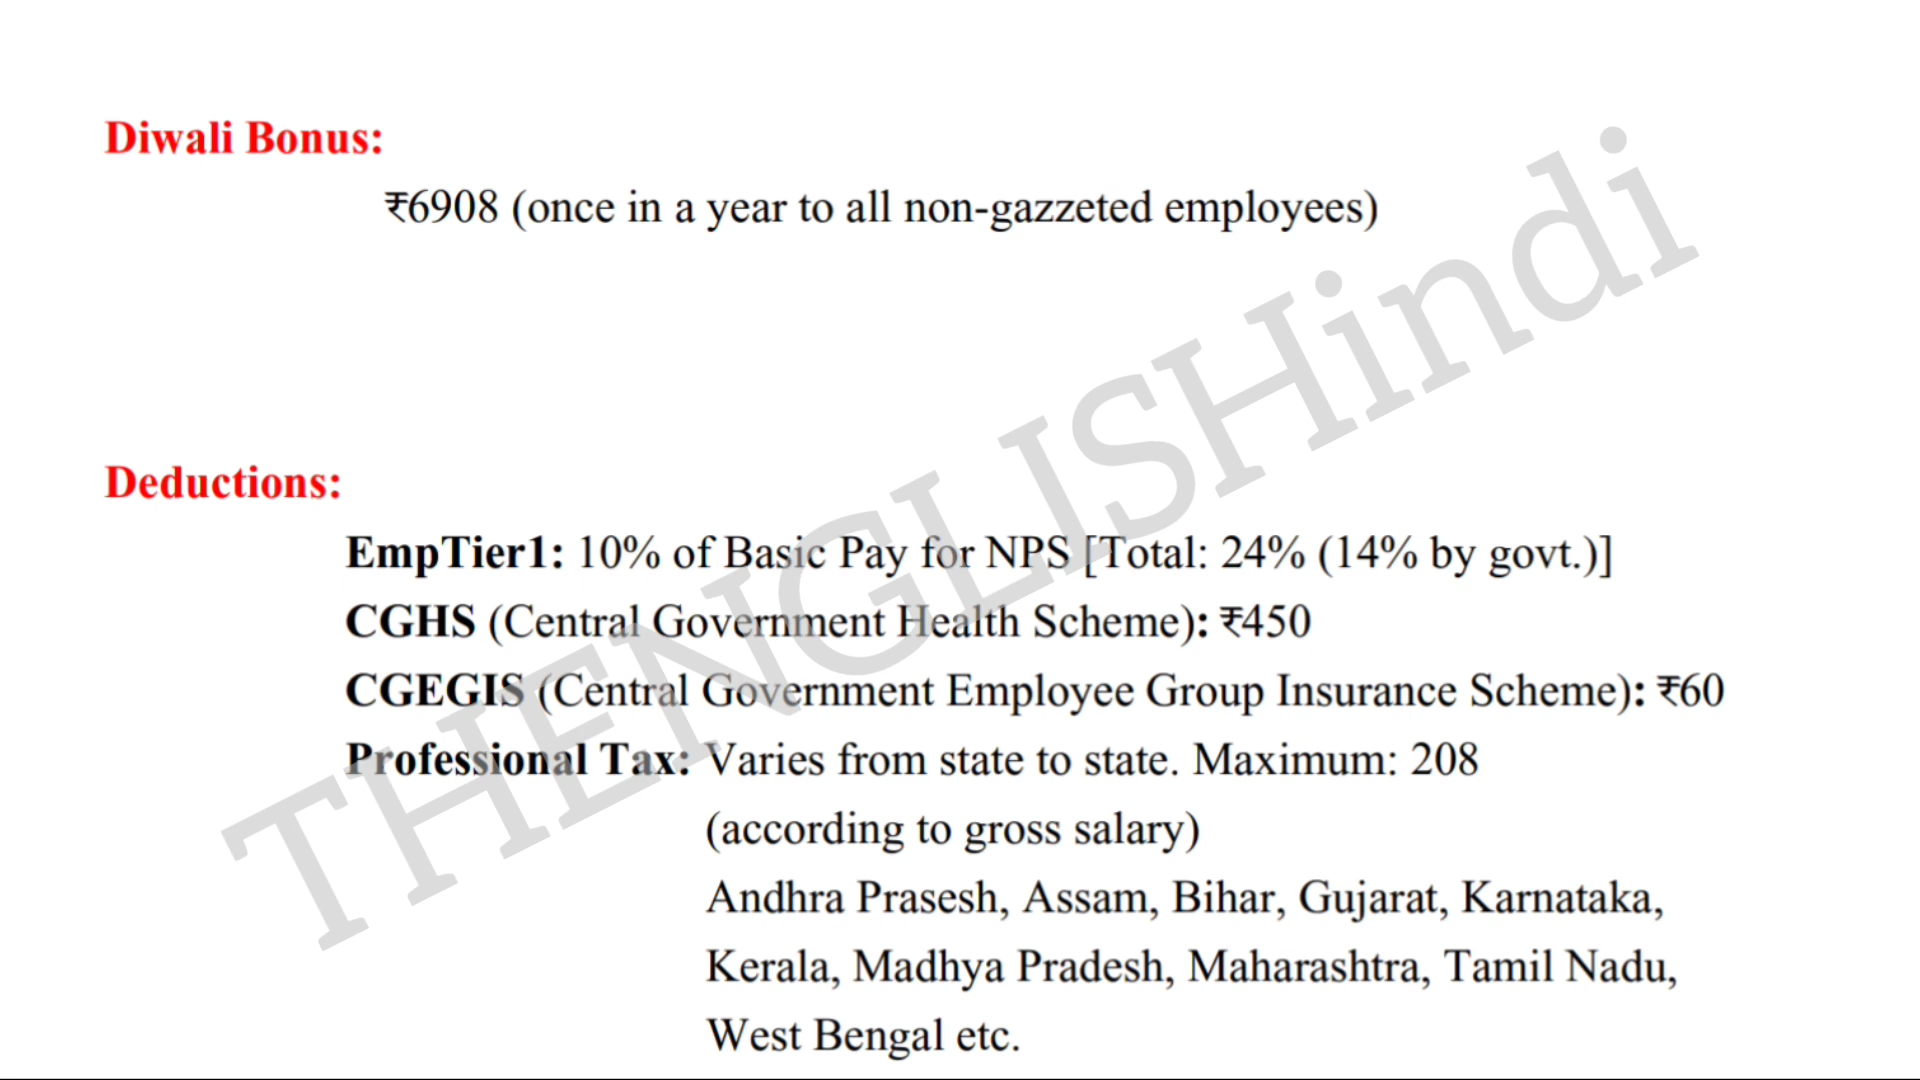 Diwali Bonus:
₹6908 (once in a year to all non-gazzeted employees)
Deductions:
EmpTier1: 10% of Basic Pay for NPS [Total: 24% (14% by govt.)]
CGHS (Central Government Health Scheme): ₹450
CGEGIS (Central Government Employee Group Insurance Scheme): ₹60
Professional Tax: Varies from state to state. Maximum: 208
(according to gross salary)
Andhra Prasesh, Assam, Bihar, Gujarat, Karnataka,
Kerala, Madhya Pradesh, Maharashtra, Tamil Nadu,
West Bengal etc.
THENGLISHindi